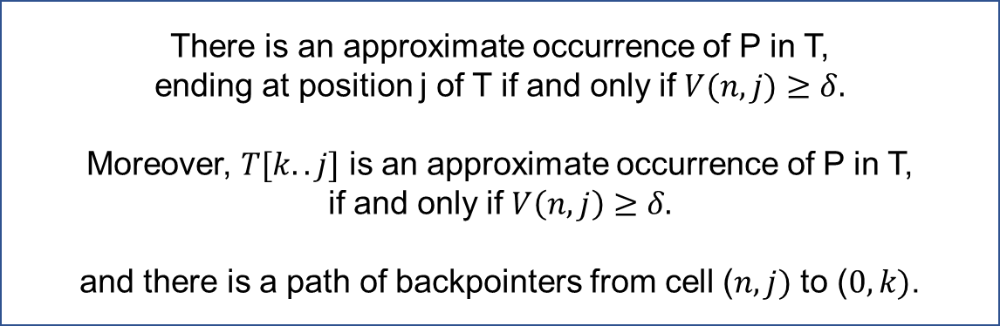 There is an approximate occurrence of P in T,
ending at position j of T if and only if V(n, j) ≥ δ.
Moreover, T[k. . j] is an approximate occurrence of P in T,
if and only if V(n, j) ≥ δ.
and there is a path of backpointers from cell (n, j) to (0, k).